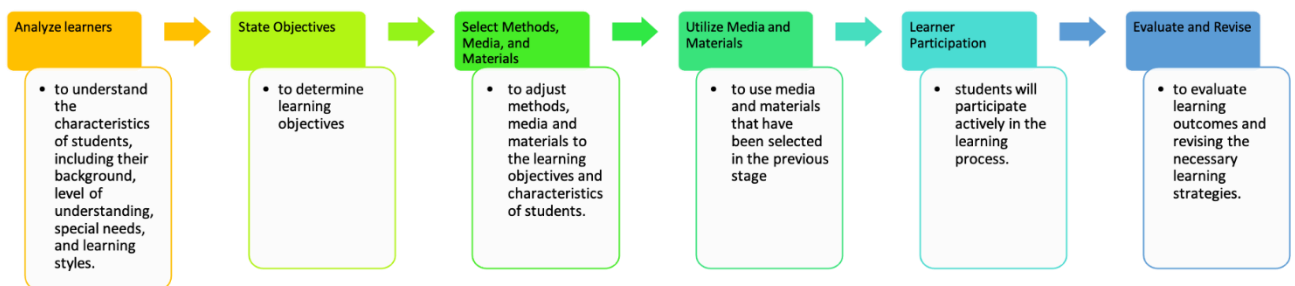 Analyze learners
• to understand
the
characteristics
of students,
including their
background,
level of
understanding,
special needs,
and learning
styles.
State Objectives
• to determine
learning
objectives
Select Methods,
Media, and
Materials
• to adjust
methods,
media and
materials to
the learning
objectives and
characteristics
of students.
Utilize Media and
Materials
• to use media
and materials
that have
been selected
in the previous
stage
Learner
Participation
• students will
participate
actively in the
learning
process.
Evaluate and Revise
• to evaluate
learning
outcomes and
revising the
necessary
learning
strategies.